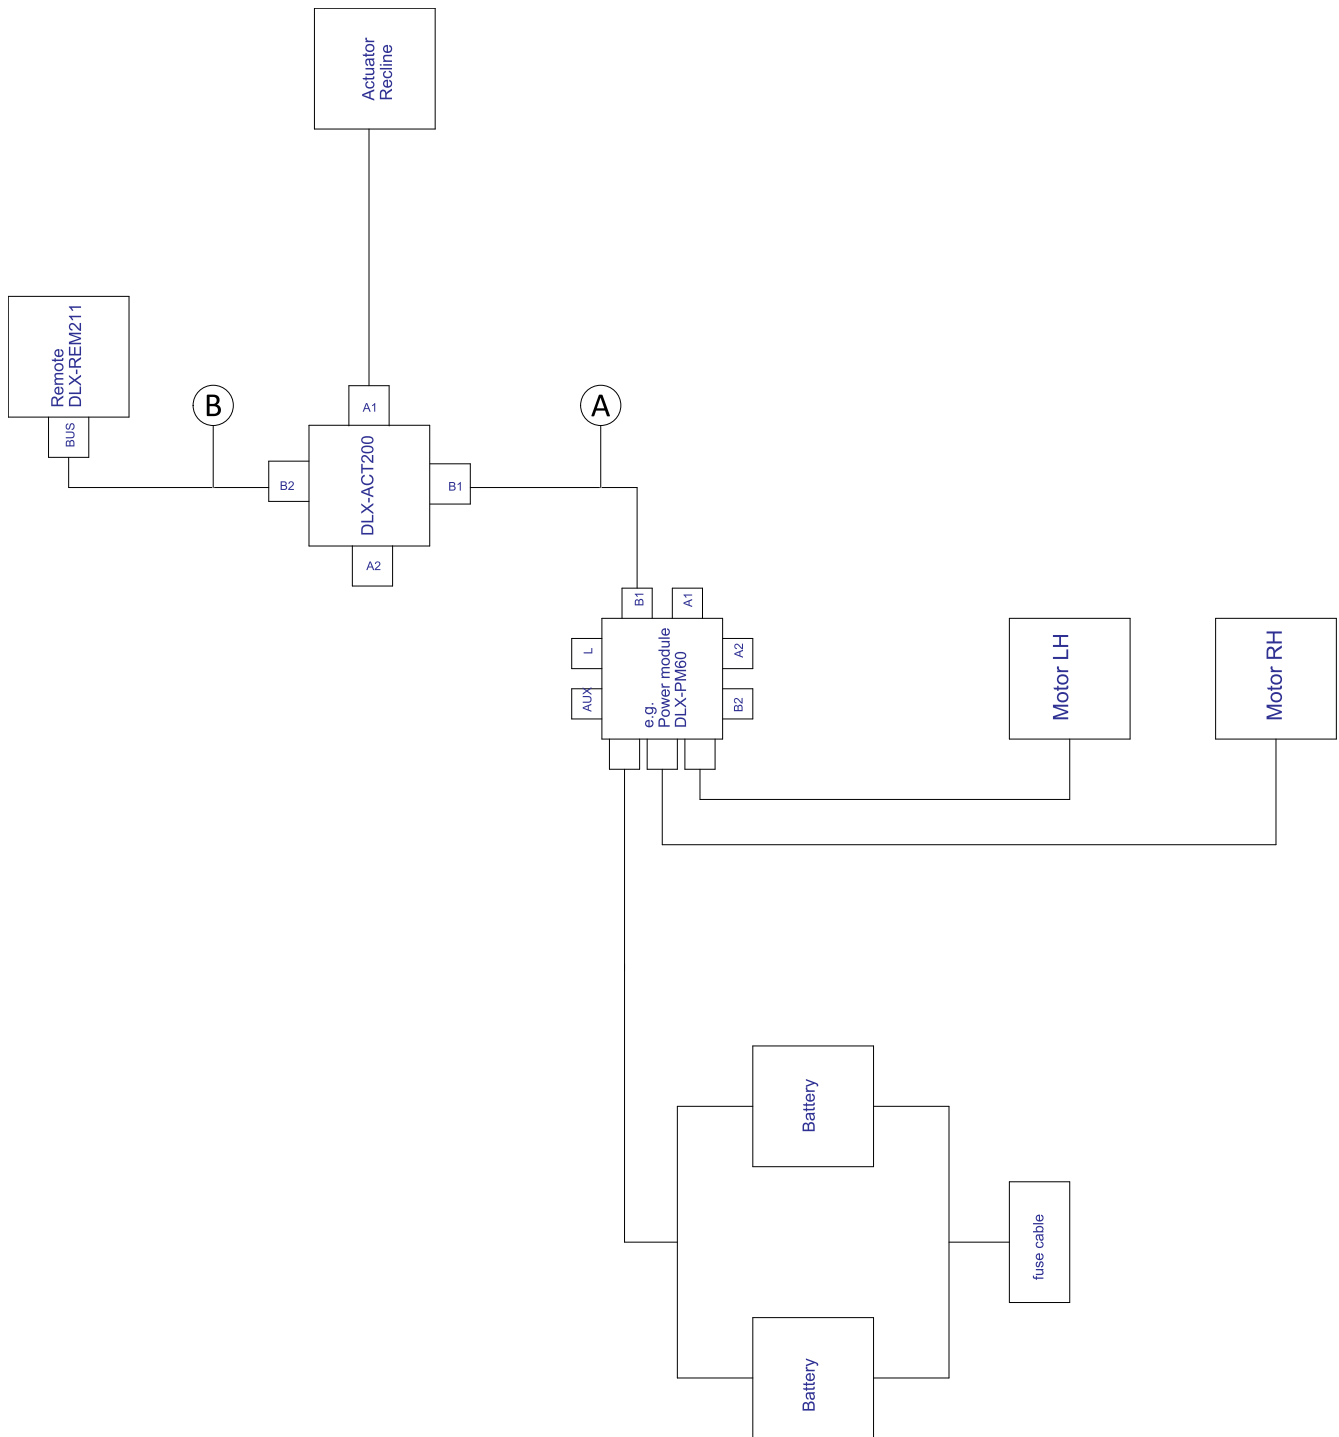 Actuator
Recline
Remote
DLX-REM211
BUS
B
A
A1
B2
DLX-ACT200
B1
A2
B1
A1
L
A2
AUX
B2
e.g.
Power module
DLX-PM60
Motor LH
Motor RH
Battery
fuse cable
Battery